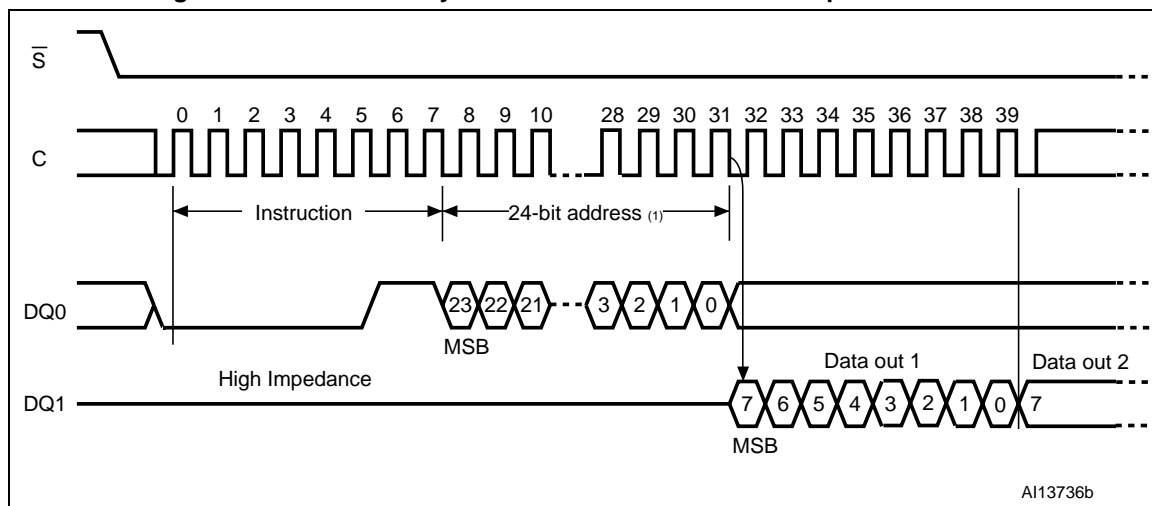 S̅
0 1 2 3 4 5 6 7 8 9 10 28 29 30 31 32 33 34 35 36 37 38 39
C
Instruction 24-bit address (1)
DQ0 23 22 21 3 2 1 0
MSB
High Impedance Data out 1 Data out 2
DQ1 7 6 5 4 3 2 1 0 7
MSB
AI13736b